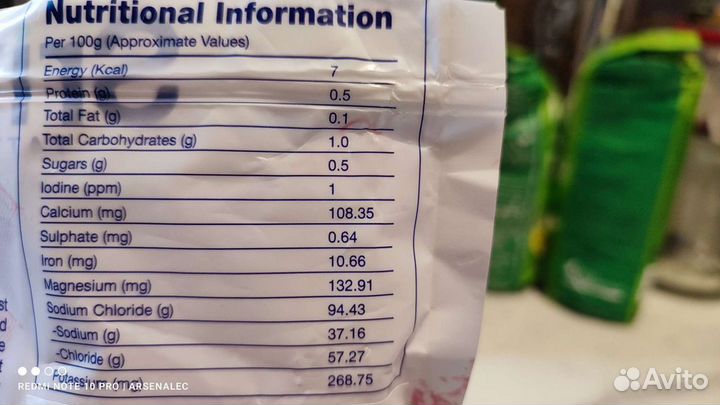 Nutritional Information
Per 100g (Approximate Values)
Energy (Kcal) 7
Protein (g) 0.5
Total Fat (g) 0.1
Total Carbohydrates (g) 1.0
Sugars (g) 0.5
Iodine (ppm) 1
Calcium (mg) 108.35
Sulphate (mg) 0.64
Iron (mg) 10.66
Magnesium (mg) 132.91
Sodium Chloride (g) 94.43
-Sodium (g) 37.16
-Chloride (g) 57.27
Potassium (mg) 268.75
REDMI NOTE 10 PRO | ARSENALEC
Avito